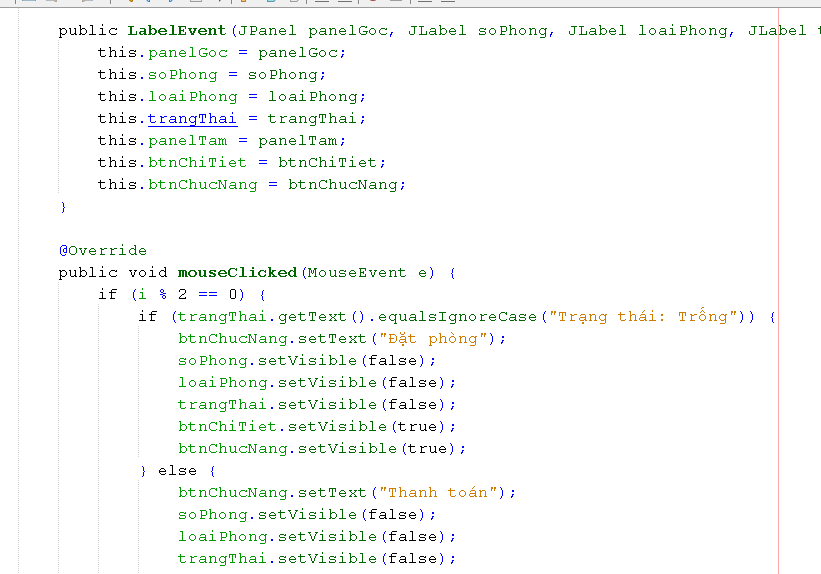 public LabelEvent(JPanel panelGoc, JLabel soPhong, JLabel loaiPhong, JLabel
this.panelGoc = panelGoc;
this.soPhong = soPhong;
this.loaiPhong = loaiPhong;
this.trangThai = trangThai;
this.panelTam = panelTam;
this.btnChiTiet = btnChiTiet;
this.btnChucNang = btnChucNang;
}
@Override
public void mouseClicked(MouseEvent e) {
if (i % 2 == 0) {
if (trangThai.getText().equalsIgnoreCase("Trạng thái: Trống")) {
btnChucNang.setText("Đặt phòng");
soPhong.setVisible(false);
loaiPhong.setVisible(false);
trangThai.setVisible(false);
btnChiTiet.setVisible(true);
btnChucNang.setVisible(true);
} else {
btnChucNang.setText("Thanh toán");
soPhong.setVisible(false);
loaiPhong.setVisible(false);
trangThai.setVisible(false);